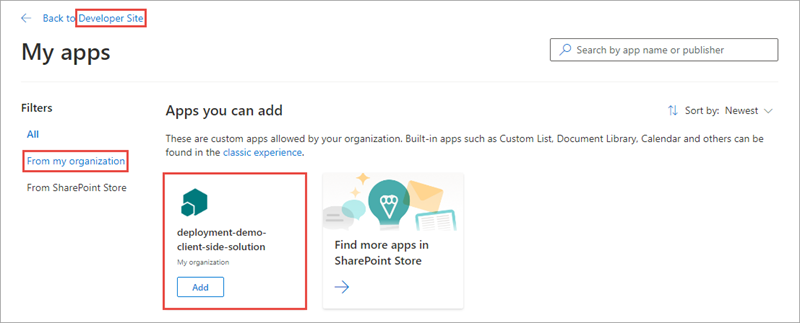 Back to Developer Site
My apps
Search by app name or publisher
Filters
All
From my organization
From SharePoint Store
Apps you can add
Sort by: Newest
These are custom apps allowed by your organization. Built-in apps such as Custom List, Document Library, Calendar and others can be
found in the classic experience.
deployment-demo-
client-side-solution
My organization
Add
Find more apps in
SharePoint Store